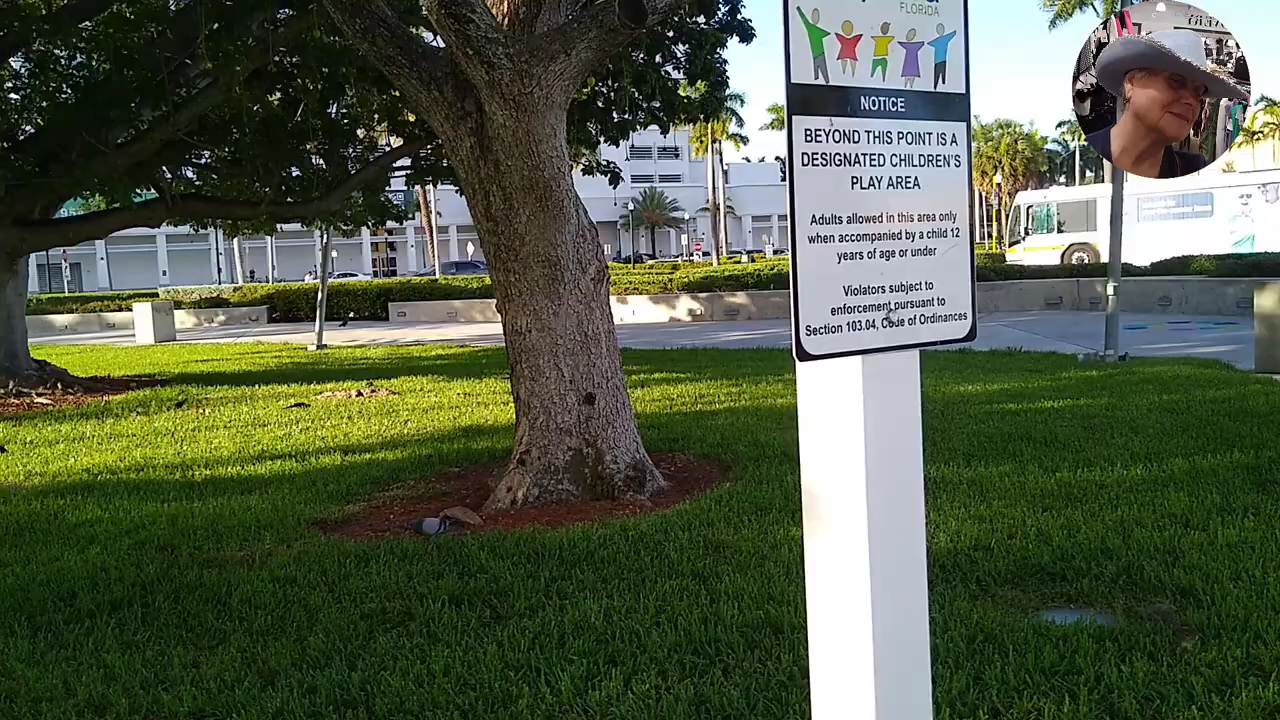 FLORIDA
NOTICE
BEYOND THIS POINT IS A
DESIGNATED CHILDREN'S
PLAY AREA
Adults allowed in this area only
when accompanied by a child 12
years of age or under
Violators subject to
enforcement pursuant to
Section 103.04, Code of Ordinances